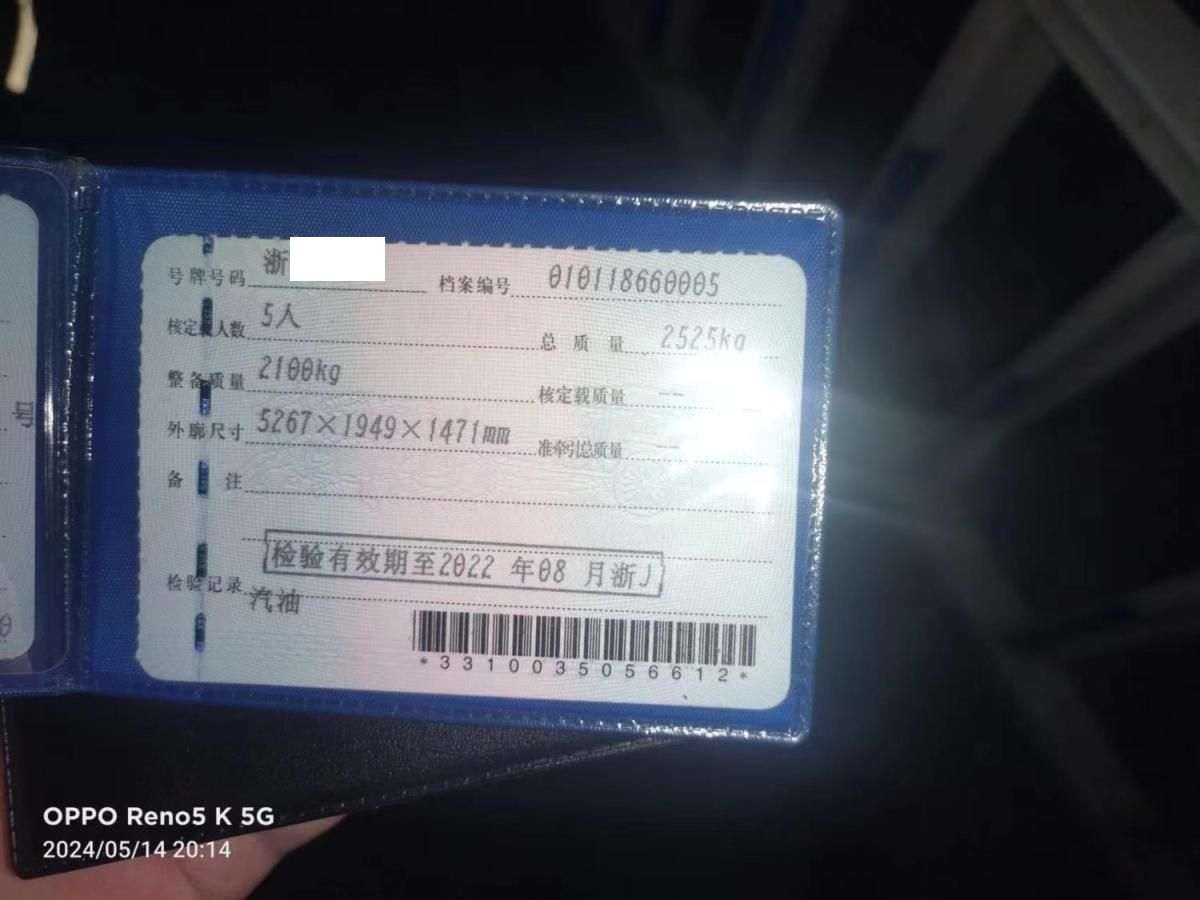 号牌号码 浙 档案编号 010118660005
核定载人数 5人 总质量 2525kg
整备质量 2100kg 核定载质量 --
外廓尺寸 5267×1949×1471mm 准牵引总质量 --
备注
检验有效期至2022 年08 月浙J
检验记录
汽油
*3310035056612*
号
0
OPPO Reno5 K 5G
2024/05/14 20:14